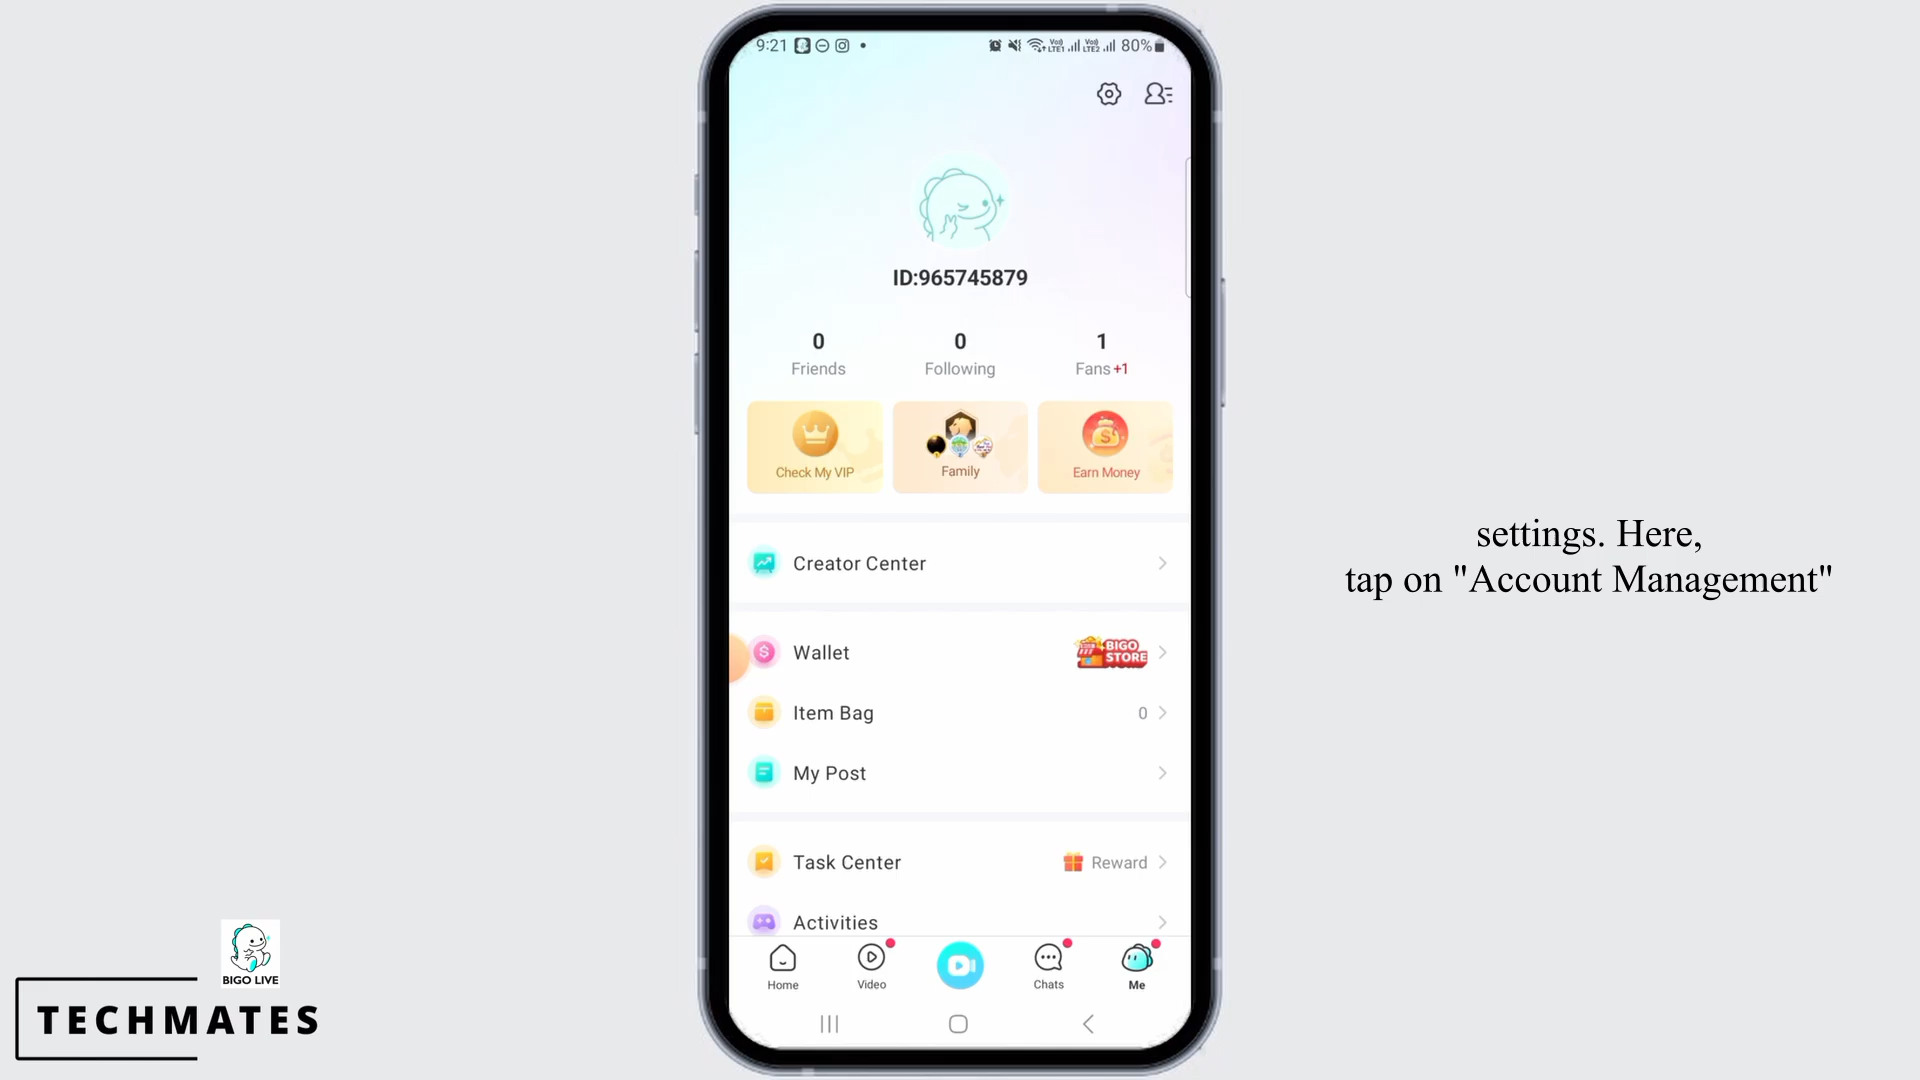 9:21
80%
ID:965745879
0
0
1
Friends
Following
Fans +1
Check My VIP
Family
Earn Money
Creator Center
Wallet
BIGO
STORE
Item Bag
0
My Post
Task Center
Reward
Activities
Home
Video
Chats
Me
settings. Here,
tap on "Account Management"
BIGO LIVE
TECHMATES